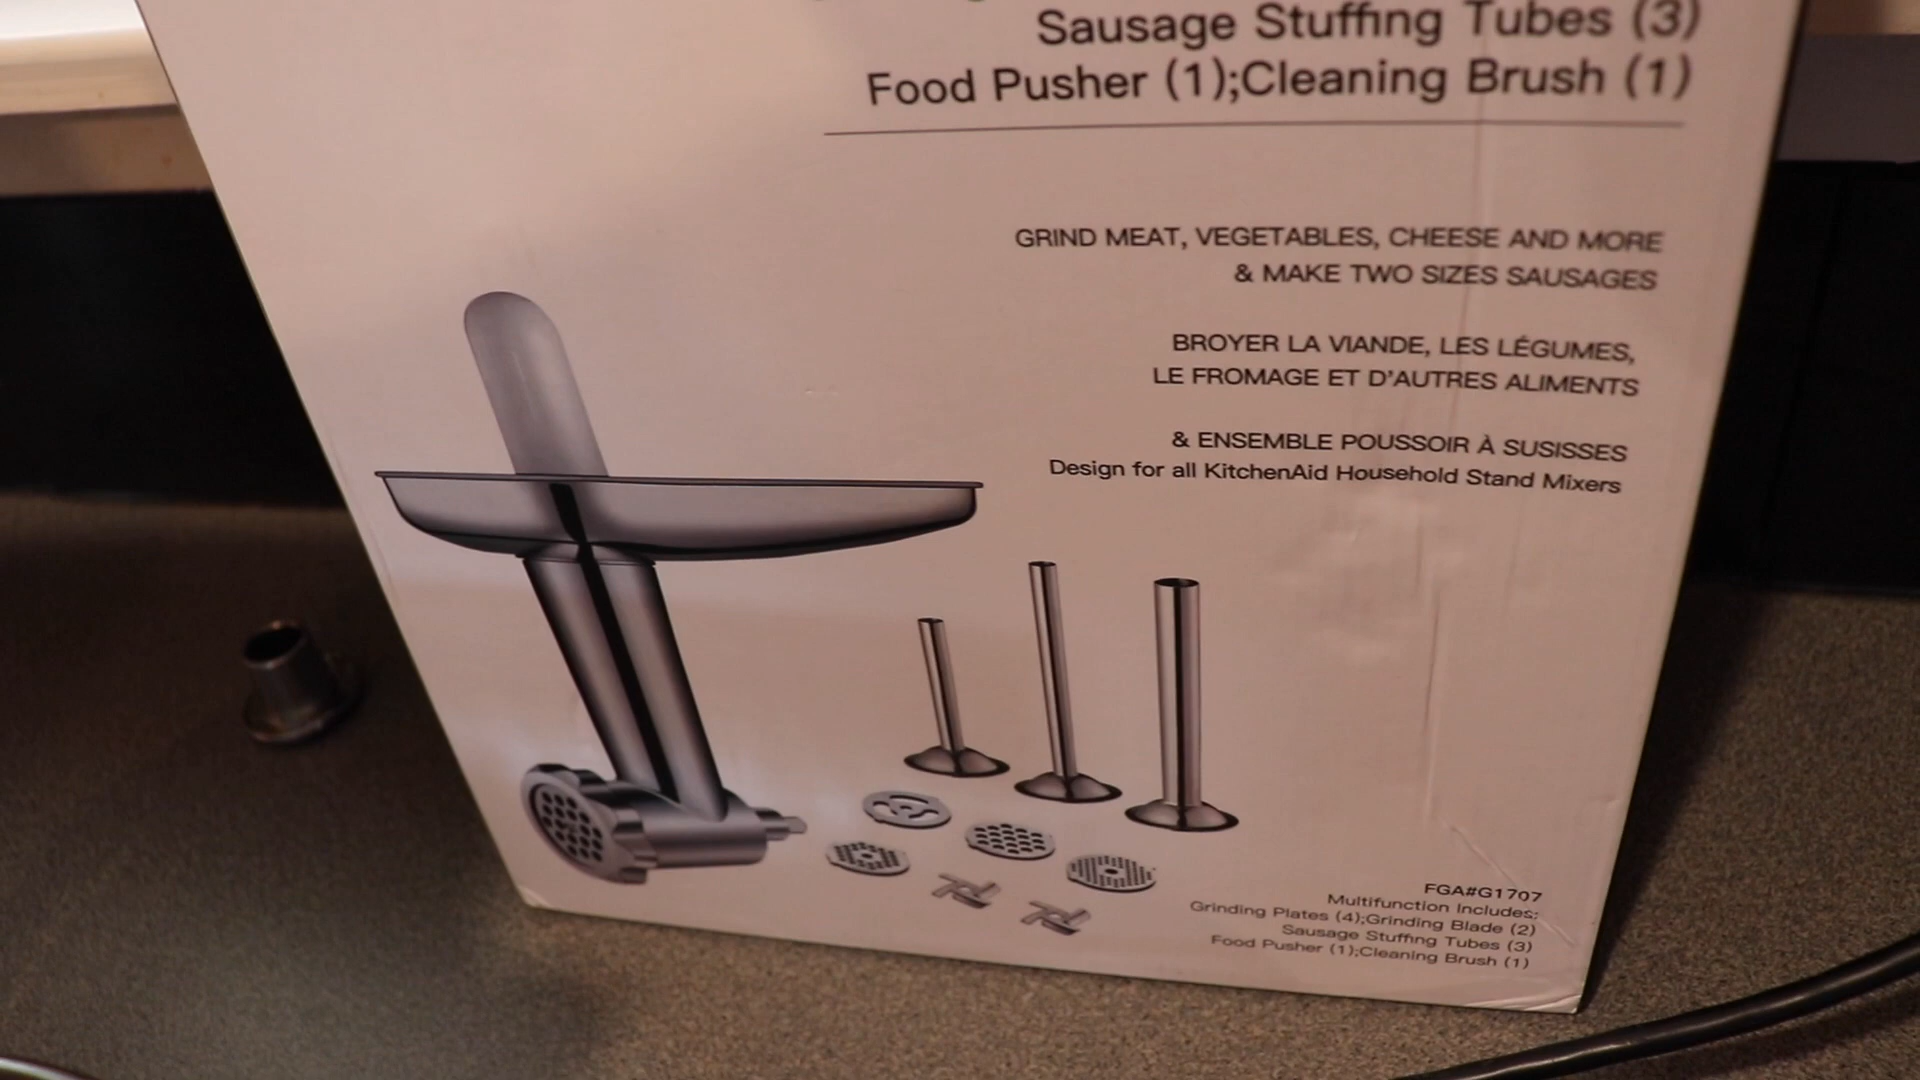 Sausage Stuffing Tubes (3)
Food Pusher (1);Cleaning Brush (1)
GRIND MEAT, VEGETABLES, CHEESE AND MORE
& MAKE TWO SIZES SAUSAGES
BROYER LA VIANDE, LES LÉGUMES,
LE FROMAGE ET D'AUTRES ALIMENTS
& ENSEMBLE POUSSOIR À SUSISSES
Design for all KitchenAid Household Stand Mixers
FGA#G1707
Multifunction Includes:
Grinding Plates (4);Grinding Blade (2)
Sausage Stuffing Tubes (3)
Food Pusher (1);Cleaning Brush (1)